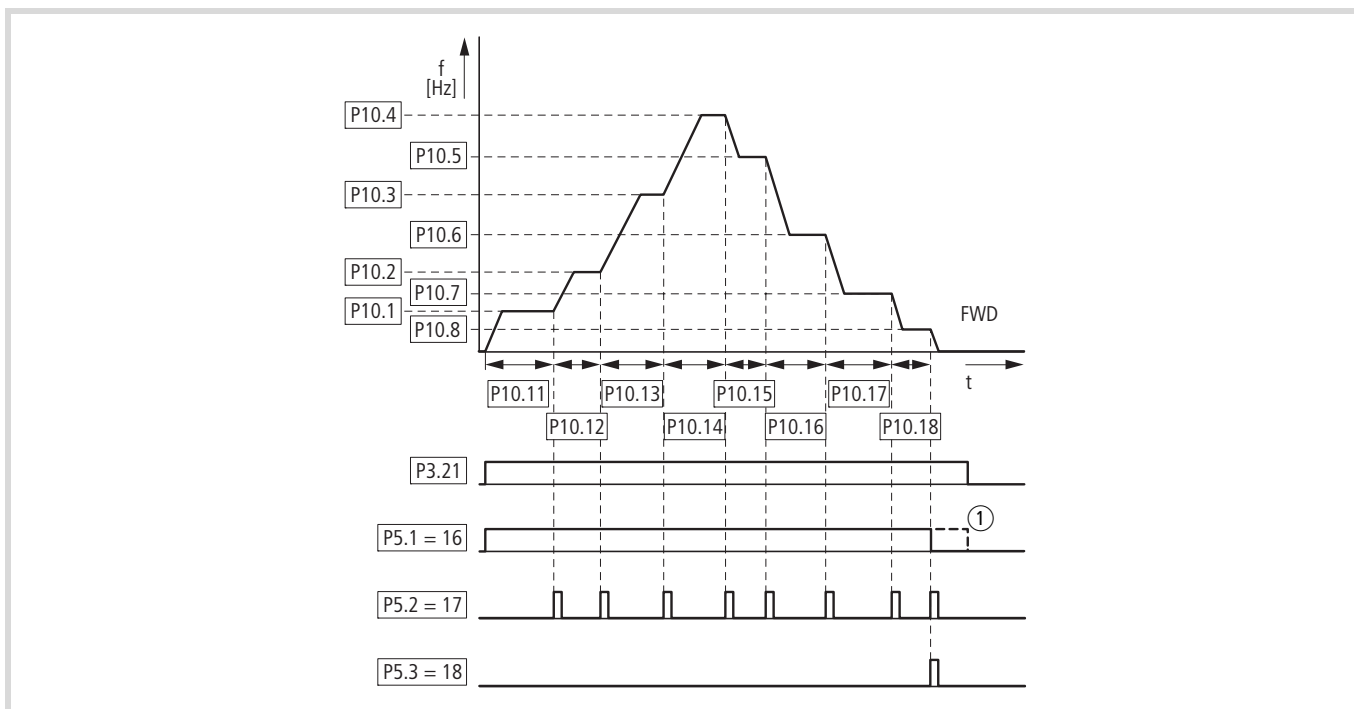 f
[Hz]
P10.4
P10.5
P10.3
P10.6
P10.2
P10.7
P10.1
P10.8
FWD
t
P10.11 P10.13 P10.15 P10.17
P10.12 P10.14 P10.16 P10.18
P3.21
①
P5.1 = 16
P5.2 = 17
P5.3 = 18